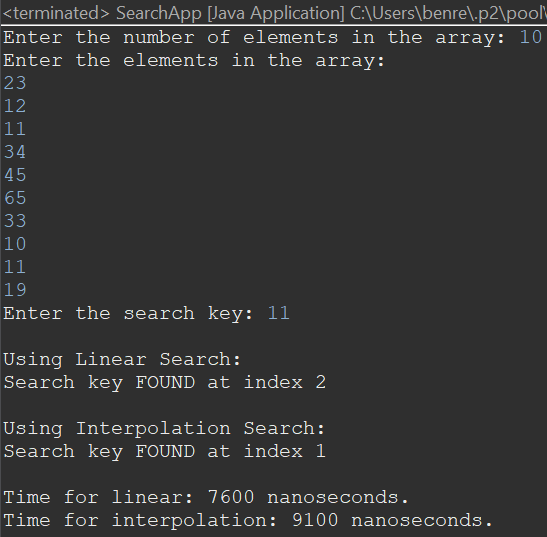 <terminated> SearchApp [Java Application] C:\Users\benre\.p2\pool\
Enter the number of elements in the array: 10
Enter the elements in the array:
23
12
11
34
45
65
33
10
11
19
Enter the search key: 11
Using Linear Search:
Search key FOUND at index 2
Using Interpolation Search:
Search key FOUND at index 1
Time for linear: 7600 nanoseconds.
Time for interpolation: 9100 nanoseconds.